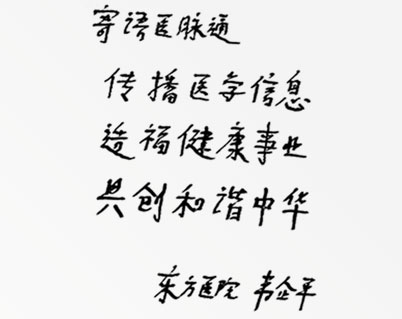 寄语医脉通
传播医学信息
造福健康事业
共创和谐中华
东方医院 韦企平